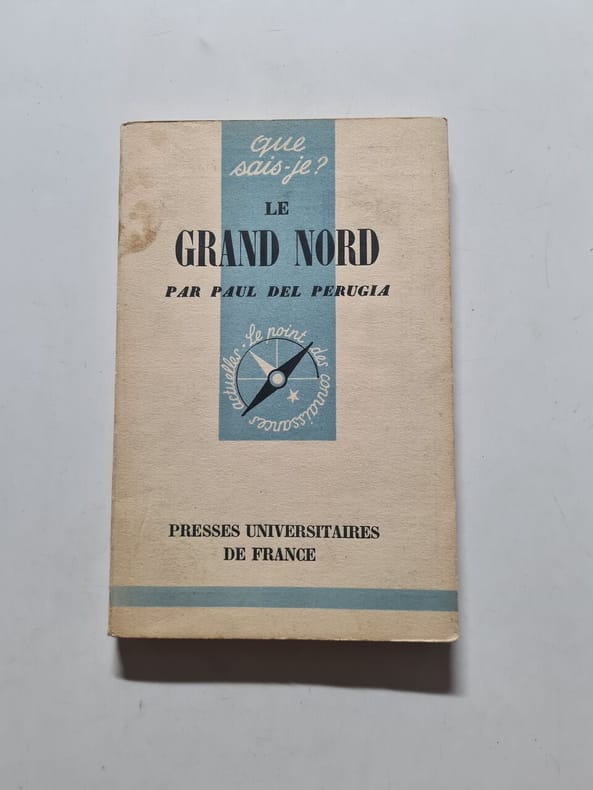 que
sais-je?
LE
GRAND NORD
PAR PAUL DEL PERUGIA
Le point des connaissances actuelles.
PRESSES UNIVERSITAIRES
DE FRANCE